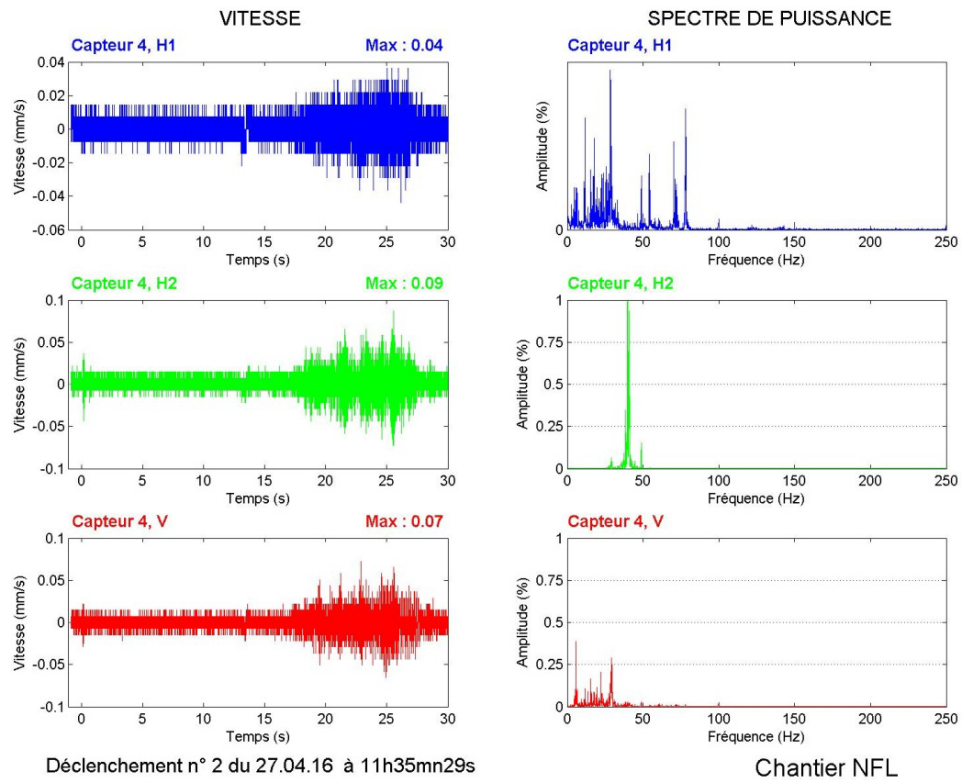 VITESSE
SPECTRE DE PUISSANCE
Capteur 4, H1
Max : 0.04
Capteur 4, H1
0.04
0.02
0
-0.02
-0.04
-0.06
Vitesse (mm/s)
0 5 10 15 20 25 30
Temps (s)
Amplitude (%)
0
0 50 100 150 200 250
Fréquence (Hz)
Capteur 4, H2
Max : 0.09
Capteur 4, H2
0.1
0.05
0
-0.05
-0.1
Vitesse (mm/s)
0 5 10 15 20 25 30
Temps (s)
1
0.75
0.5
0.25
0
Amplitude (%)
0 50 100 150 200 250
Fréquence (Hz)
Capteur 4, V
Max : 0.07
Capteur 4, V
0.1
0.05
0
-0.05
-0.1
Vitesse (mm/s)
0 5 10 15 20 25 30
Temps (s)
1
0.75
0.5
0.25
0
Amplitude (%)
0 50 100 150 200 250
Fréquence (Hz)
Déclenchement n° 2 du 27.04.16 à 11h35mn29s
Chantier NFL